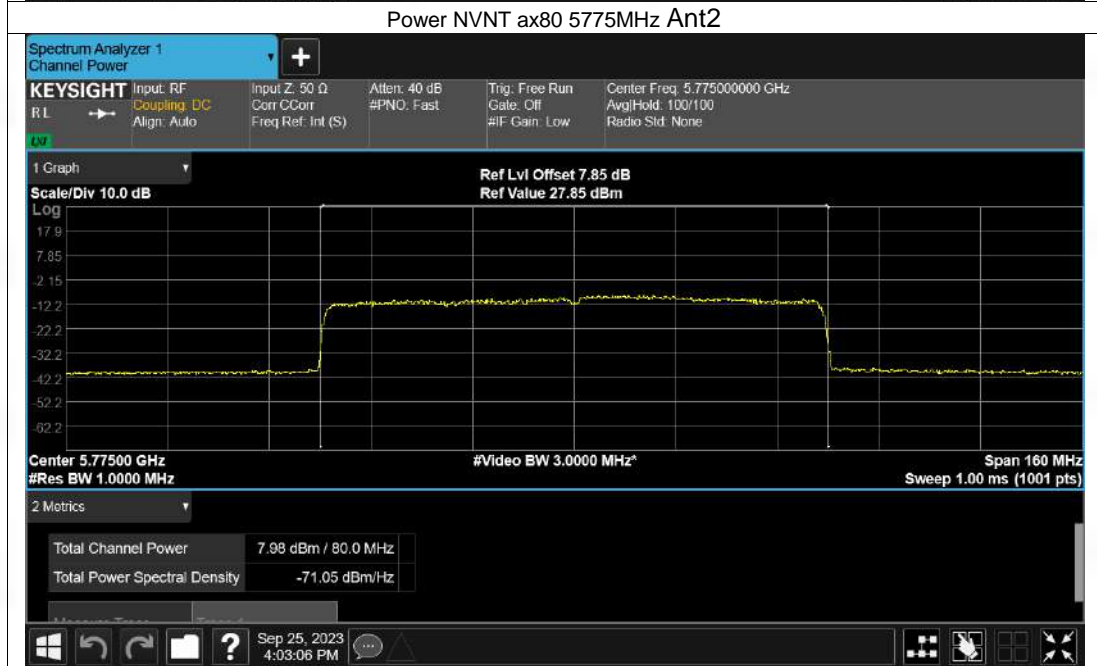 Power NVNT ax80 5775MHz Ant2
Spectrum Analyzer 1
Channel Power
+
KEYSIGHT
R L
Input: RF
Coupling: DC
Align: Auto
Input Z: 50 Ω
Corr CCorr
Freq Ref: Int (S)
Atten: 40 dB
#PNO: Fast
Trig: Free Run
Gate: Off
#IF Gain: Low
Center Freq: 5.775000000 GHz
Avg|Hold: 100/100
Radio Std: None
LXI
1 Graph
Scale/Div 10.0 dB
Ref Lvl Offset 7.85 dB
Ref Value 27.85 dBm
Log
17.9
7.85
-2.15
-12.2
-22.2
-32.2
-42.2
-52.2
-62.2
Center 5.77500 GHz
#Res BW 1.0000 MHz
#Video BW 3.0000 MHz*
Span 160 MHz
Sweep 1.00 ms (1001 pts)
2 Metrics
Total Channel Power 7.98 dBm / 80.0 MHz
Total Power Spectral Density -71.05 dBm/Hz
?
Sep 25, 2023
4:03:06 PM